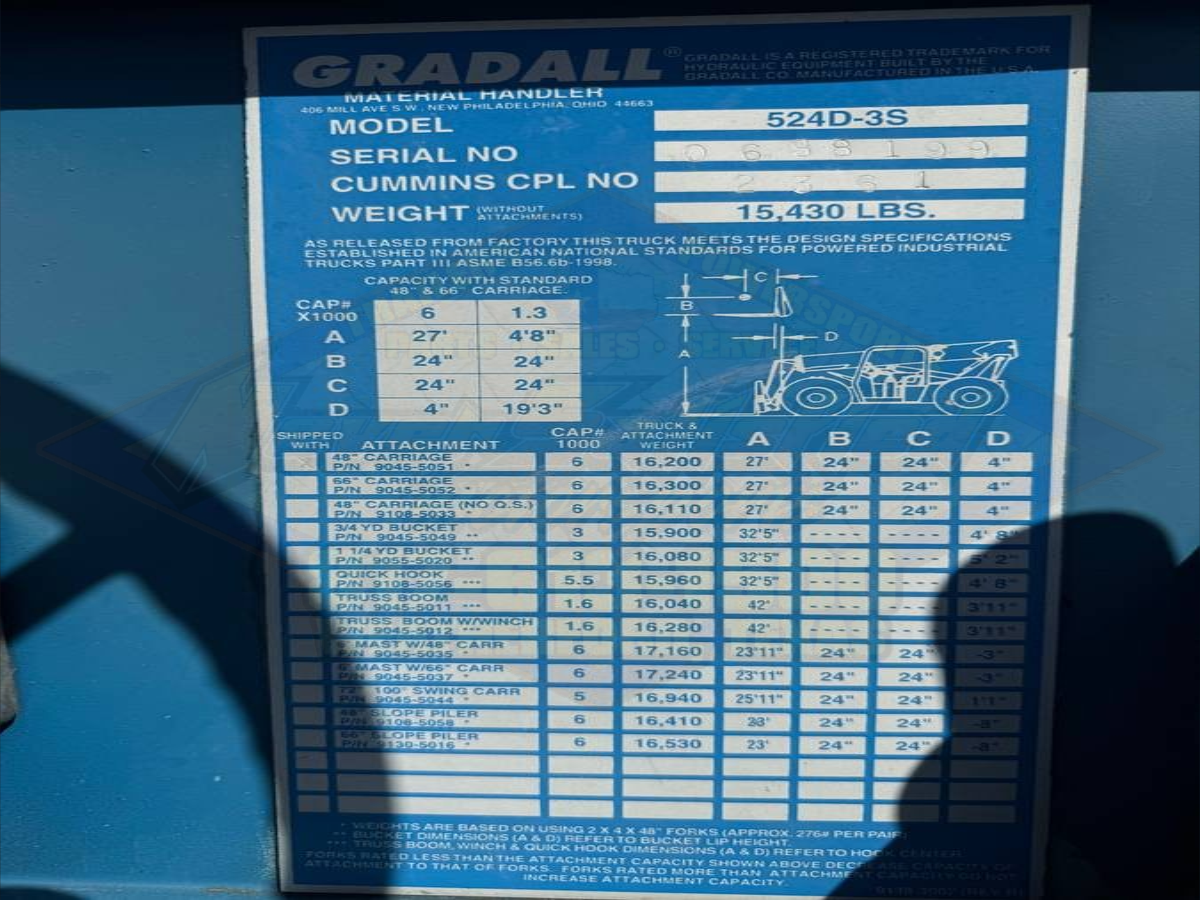 GRADALL® GRADALL IS A REGISTERED TRADEMARK FOR
HYDRAULIC EQUIPMENT BUILT BY THE
GRADALL CO. MANUFACTURED IN THE U.S.A.
MATERIAL HANDLER
406 MILL AVE S.W., NEW PHILADELPHIA, OHIO 44663
MODEL 524D-3S
SERIAL NO
CUMMINS CPL NO
WEIGHT (WITHOUT ATTACHMENTS) 15,430 LBS.
AS RELEASED FROM FACTORY THIS TRUCK MEETS THE DESIGN SPECIFICATIONS
ESTABLISHED IN AMERICAN NATIONAL STANDARDS FOR POWERED INDUSTRIAL
TRUCKS PART III ASME B56.6b-1998.
CAPACITY WITH STANDARD
48" & 66" CARRIAGE.
CAP# X1000 6 1.3
A 27' 4'8"
B 24" 24"
C 24" 24"
D 4" 19'3"
C
B
A
D
SHIPPED WITH ATTACHMENT CAP# 1000 TRUCK & ATTACHMENT WEIGHT A B C D
X 48" CARRIAGE P/N 9045-5051 * 6 16,200 27' 24" 24" 4"
66" CARRIAGE P/N 9045-5052 * 6 16,300 27' 24" 24" 4"
48" CARRIAGE (NO Q.S.) P/N 9108-5033 * 6 16,110 27' 24" 24" 4"
3/4 YD BUCKET P/N 9045-5049 ** 3 15,900 32'5" ---- ---- 4' 8"
1 1/4 YD BUCKET P/N 9055-5020 ** 3 16,080 32'5" ---- ---- 5' 2"
QUICK HOOK P/N 9108-5056 *** 5.5 15,960 32'5" ---- ---- 4' 8"
TRUSS BOOM P/N 9045-5011 *** 1.6 16,040 42' ---- ---- 3'11"
TRUSS BOOM W/WINCH P/N 9045-5012 *** 1.6 16,280 42' ---- ---- 3'11"
6' MAST W/48" CARR P/N 9045-5035 * 6 17,160 23'11" 24" 24" -3"
6' MAST W/66" CARR P/N 9045-5037 * 6 17,240 23'11" 24" 24" -3"
72" 100° SWING CARR P/N 9045-5044 * 5 16,940 25'11" 24" 24" 1'1"
48" SLOPE PILER P/N 9108-5058 * 6 16,410 23' 24" 24" -8"
66" SLOPE PILER P/N 9130-5016 * 6 16,530 23' 24" 24" -8"
* WEIGHTS ARE BASED ON USING 2 X 4 X 48" FORKS (APPROX. 276# PER PAIR)
** BUCKET DIMENSIONS (A & D) REFER TO BUCKET LIP HEIGHT.
*** TRUSS BOOM, WINCH & QUICK HOOK DIMENSIONS (A & D) REFER TO HOOK CENTER
FORKS RATED LESS THAN THE ATTACHMENT CAPACITY SHOWN ABOVE DECREASE CAPACITY OF
ATTACHMENT TO THAT OF FORKS. FORKS RATED MORE THAN ATTACHMENT CAPACITY DO NOT
INCREASE ATTACHMENT CAPACITY.